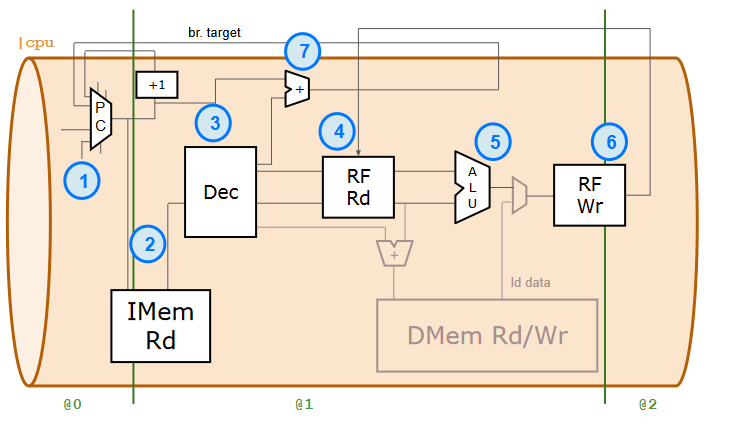 br. target
|cpu
7
+1
+
P
C
3
4
5
6
1
Dec
RF
Rd
A
L
U
RF
Wr
2
+
ld data
IMem
Rd
DMem Rd/Wr
@0
@1
@2